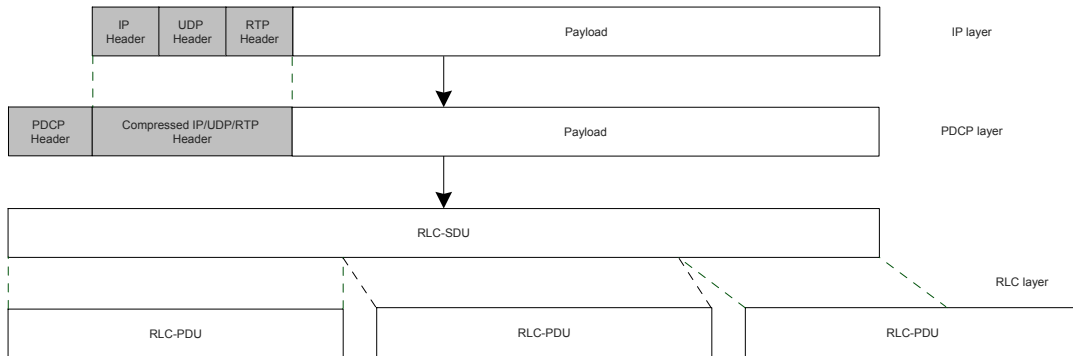 IP
Header
UDP
Header
RTP
Header
Payload
IP layer
PDCP
Header
Compressed IP/UDP/RTP
Header
Payload
PDCP layer
RLC-SDU
RLC layer
RLC-PDU
RLC-PDU
RLC-PDU